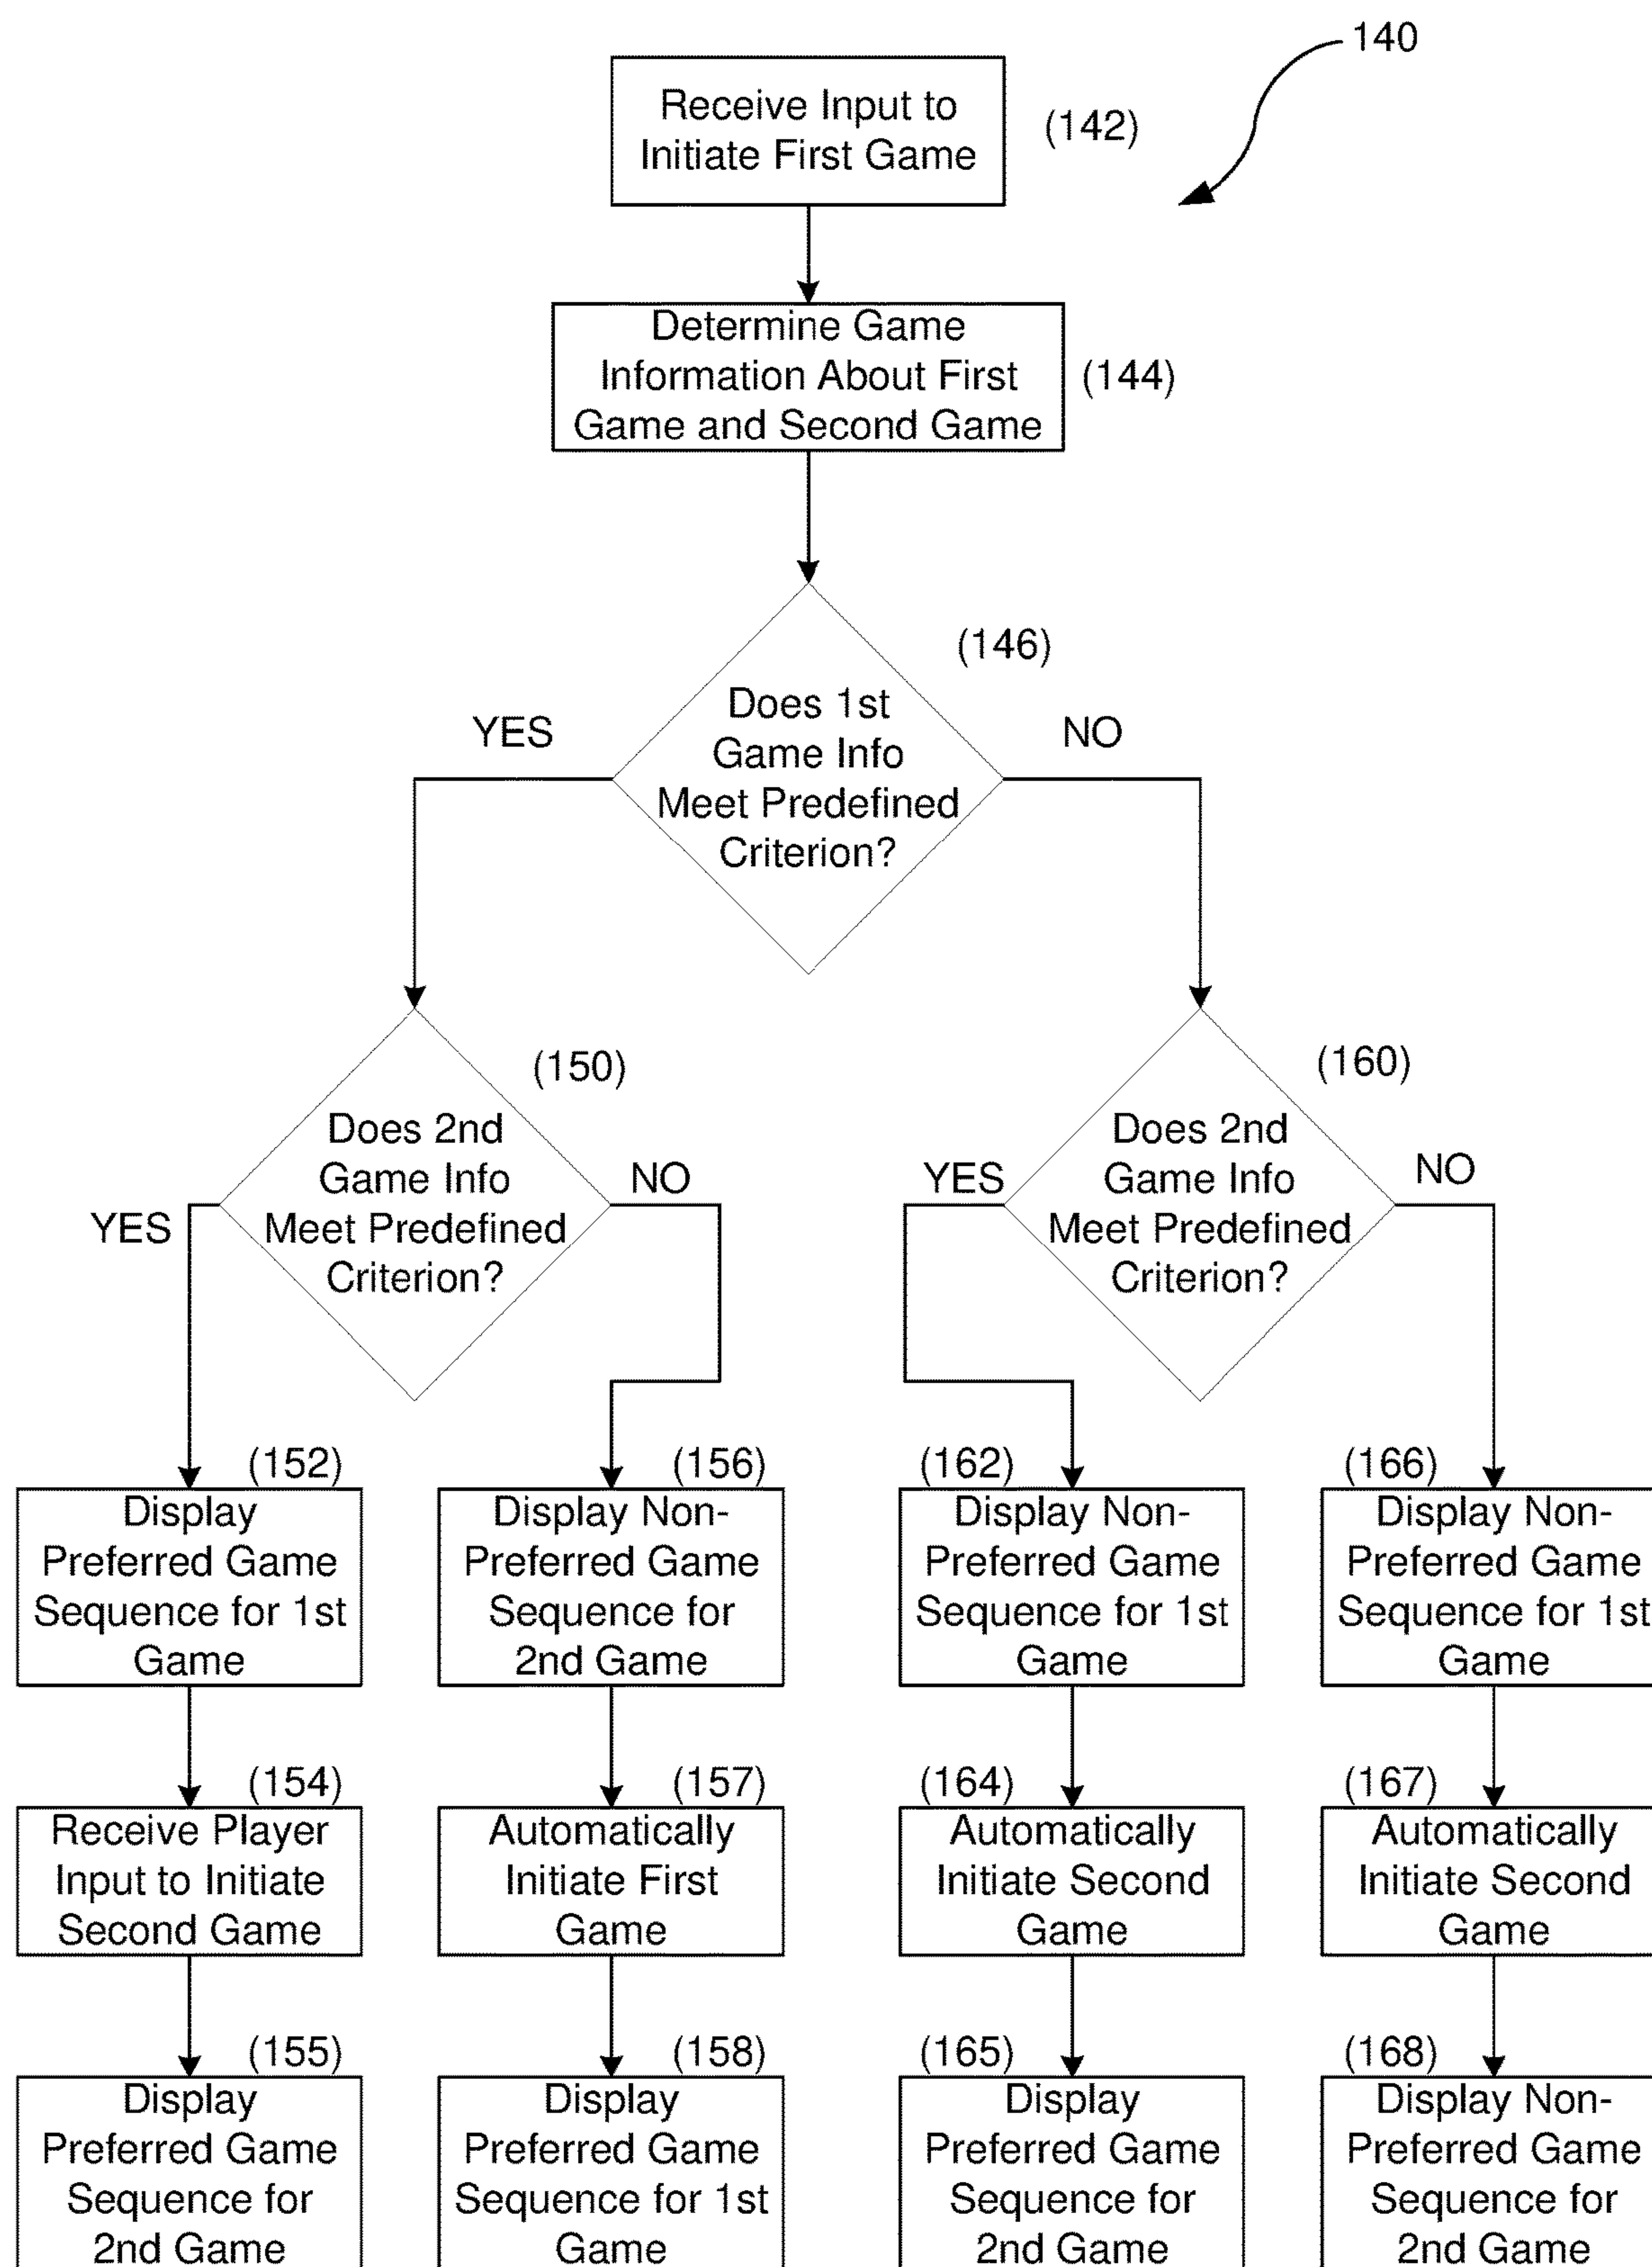 140
Receive Input to
Initiate First Game
(142)
Determine Game
Information About First
Game and Second Game
(144)
(146)
Does 1st
Game Info
Meet Predefined
Criterion?
YES
NO
(150)
Does 2nd
Game Info
Meet Predefined
Criterion?
YES
NO
(160)
Does 2nd
Game Info
Meet Predefined
Criterion?
YES
NO
(152)
Display
Preferred Game
Sequence for 1st
Game
(156)
Display Non-
Preferred Game
Sequence for
2nd Game
(162)
Display Non-
Preferred Game
Sequence for 1st
Game
(166)
Display Non-
Preferred Game
Sequence for 1st
Game
(154)
Receive Player
Input to Initiate
Second Game
(157)
Automatically
Initiate First
Game
(164)
Automatically
Initiate Second
Game
(167)
Automatically
Initiate Second
Game
(155)
Display
Preferred Game
Sequence for
2nd Game
(158)
Display
Preferred Game
Sequence for 1st
Game
(165)
Display
Preferred Game
Sequence for
2nd Game
(168)
Display Non-
Preferred Game
Sequence for
2nd Game